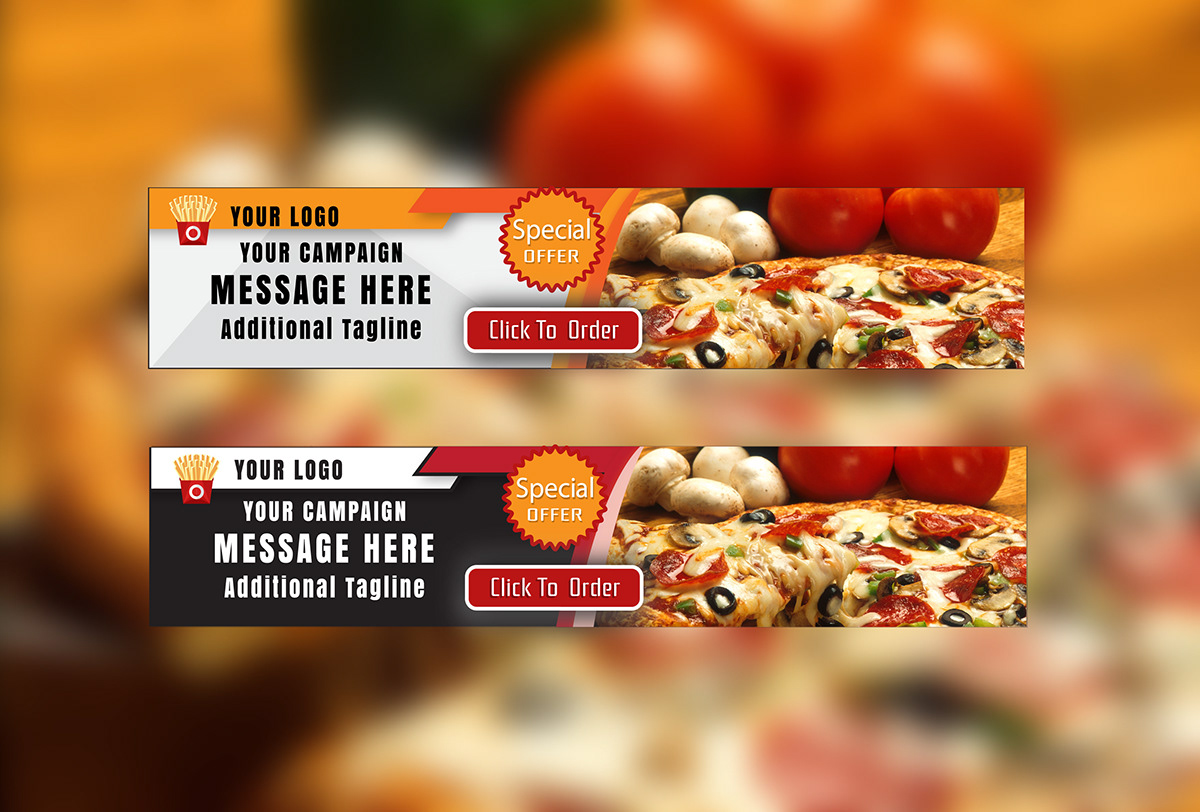 YOUR LOGO
YOUR CAMPAIGN
MESSAGE HERE
Additional Tagline
Special
OFFER
Click To Order
YOUR LOGO
YOUR CAMPAIGN
MESSAGE HERE
Additional Tagline
Special
OFFER
Click To Order